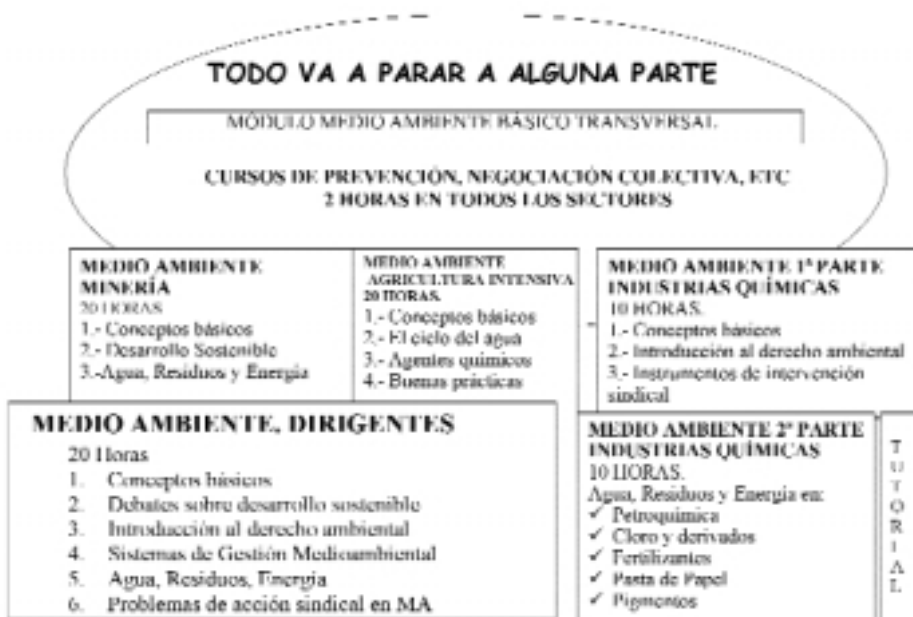 TODO VA A PARAR A ALGUNA PARTE
MÓDULO MEDIO AMBIENTE BÁSICO TRANSVERSAL
CURSOS DE PREVENCIÓN, NEGOCIACIÓN COLECTIVA, ETC
2 HORAS EN TODOS LOS SECTORES
MEDIO AMBIENTE
MINERÍA
20 HORAS
1.- Conceptos básicos
2.- Desarrollo Sostenible
3.-Agua, Residuos y Energía
MEDIO AMBIENTE
AGRICULTURA INTENSIVA
20 HORAS.
1.- Conceptos básicos
2.- El ciclo del agua
3.- Agentes químicos
4.- Buenas prácticas
MEDIO AMBIENTE 1ª PARTE
INDUSTRIAS QUÍMICAS
10 HORAS.
1.- Conceptos básicos
2.- Introducción al derecho ambiental
3.- Instrumentos de intervención
sindical
MEDIO AMBIENTE, DIRIGENTES
20 Horas
1. Conceptos básicos
2. Debates sobre desarrollo sostenible
3. Introducción al derecho ambiental
4. Sistemas de Gestión Medioambiental
5. Agua, Residuos, Energía
6. Problemas de acción sindical en MA
MEDIO AMBIENTE 2ª PARTE
INDUSTRIAS QUÍMICAS
10 HORAS.
Agua, Residuos y Energía en:
✓ Petroquímica
✓ Cloro y derivados
✓ Fertilizantes
✓ Pasta de Papel
✓ Pigmentos
TUTORIAL